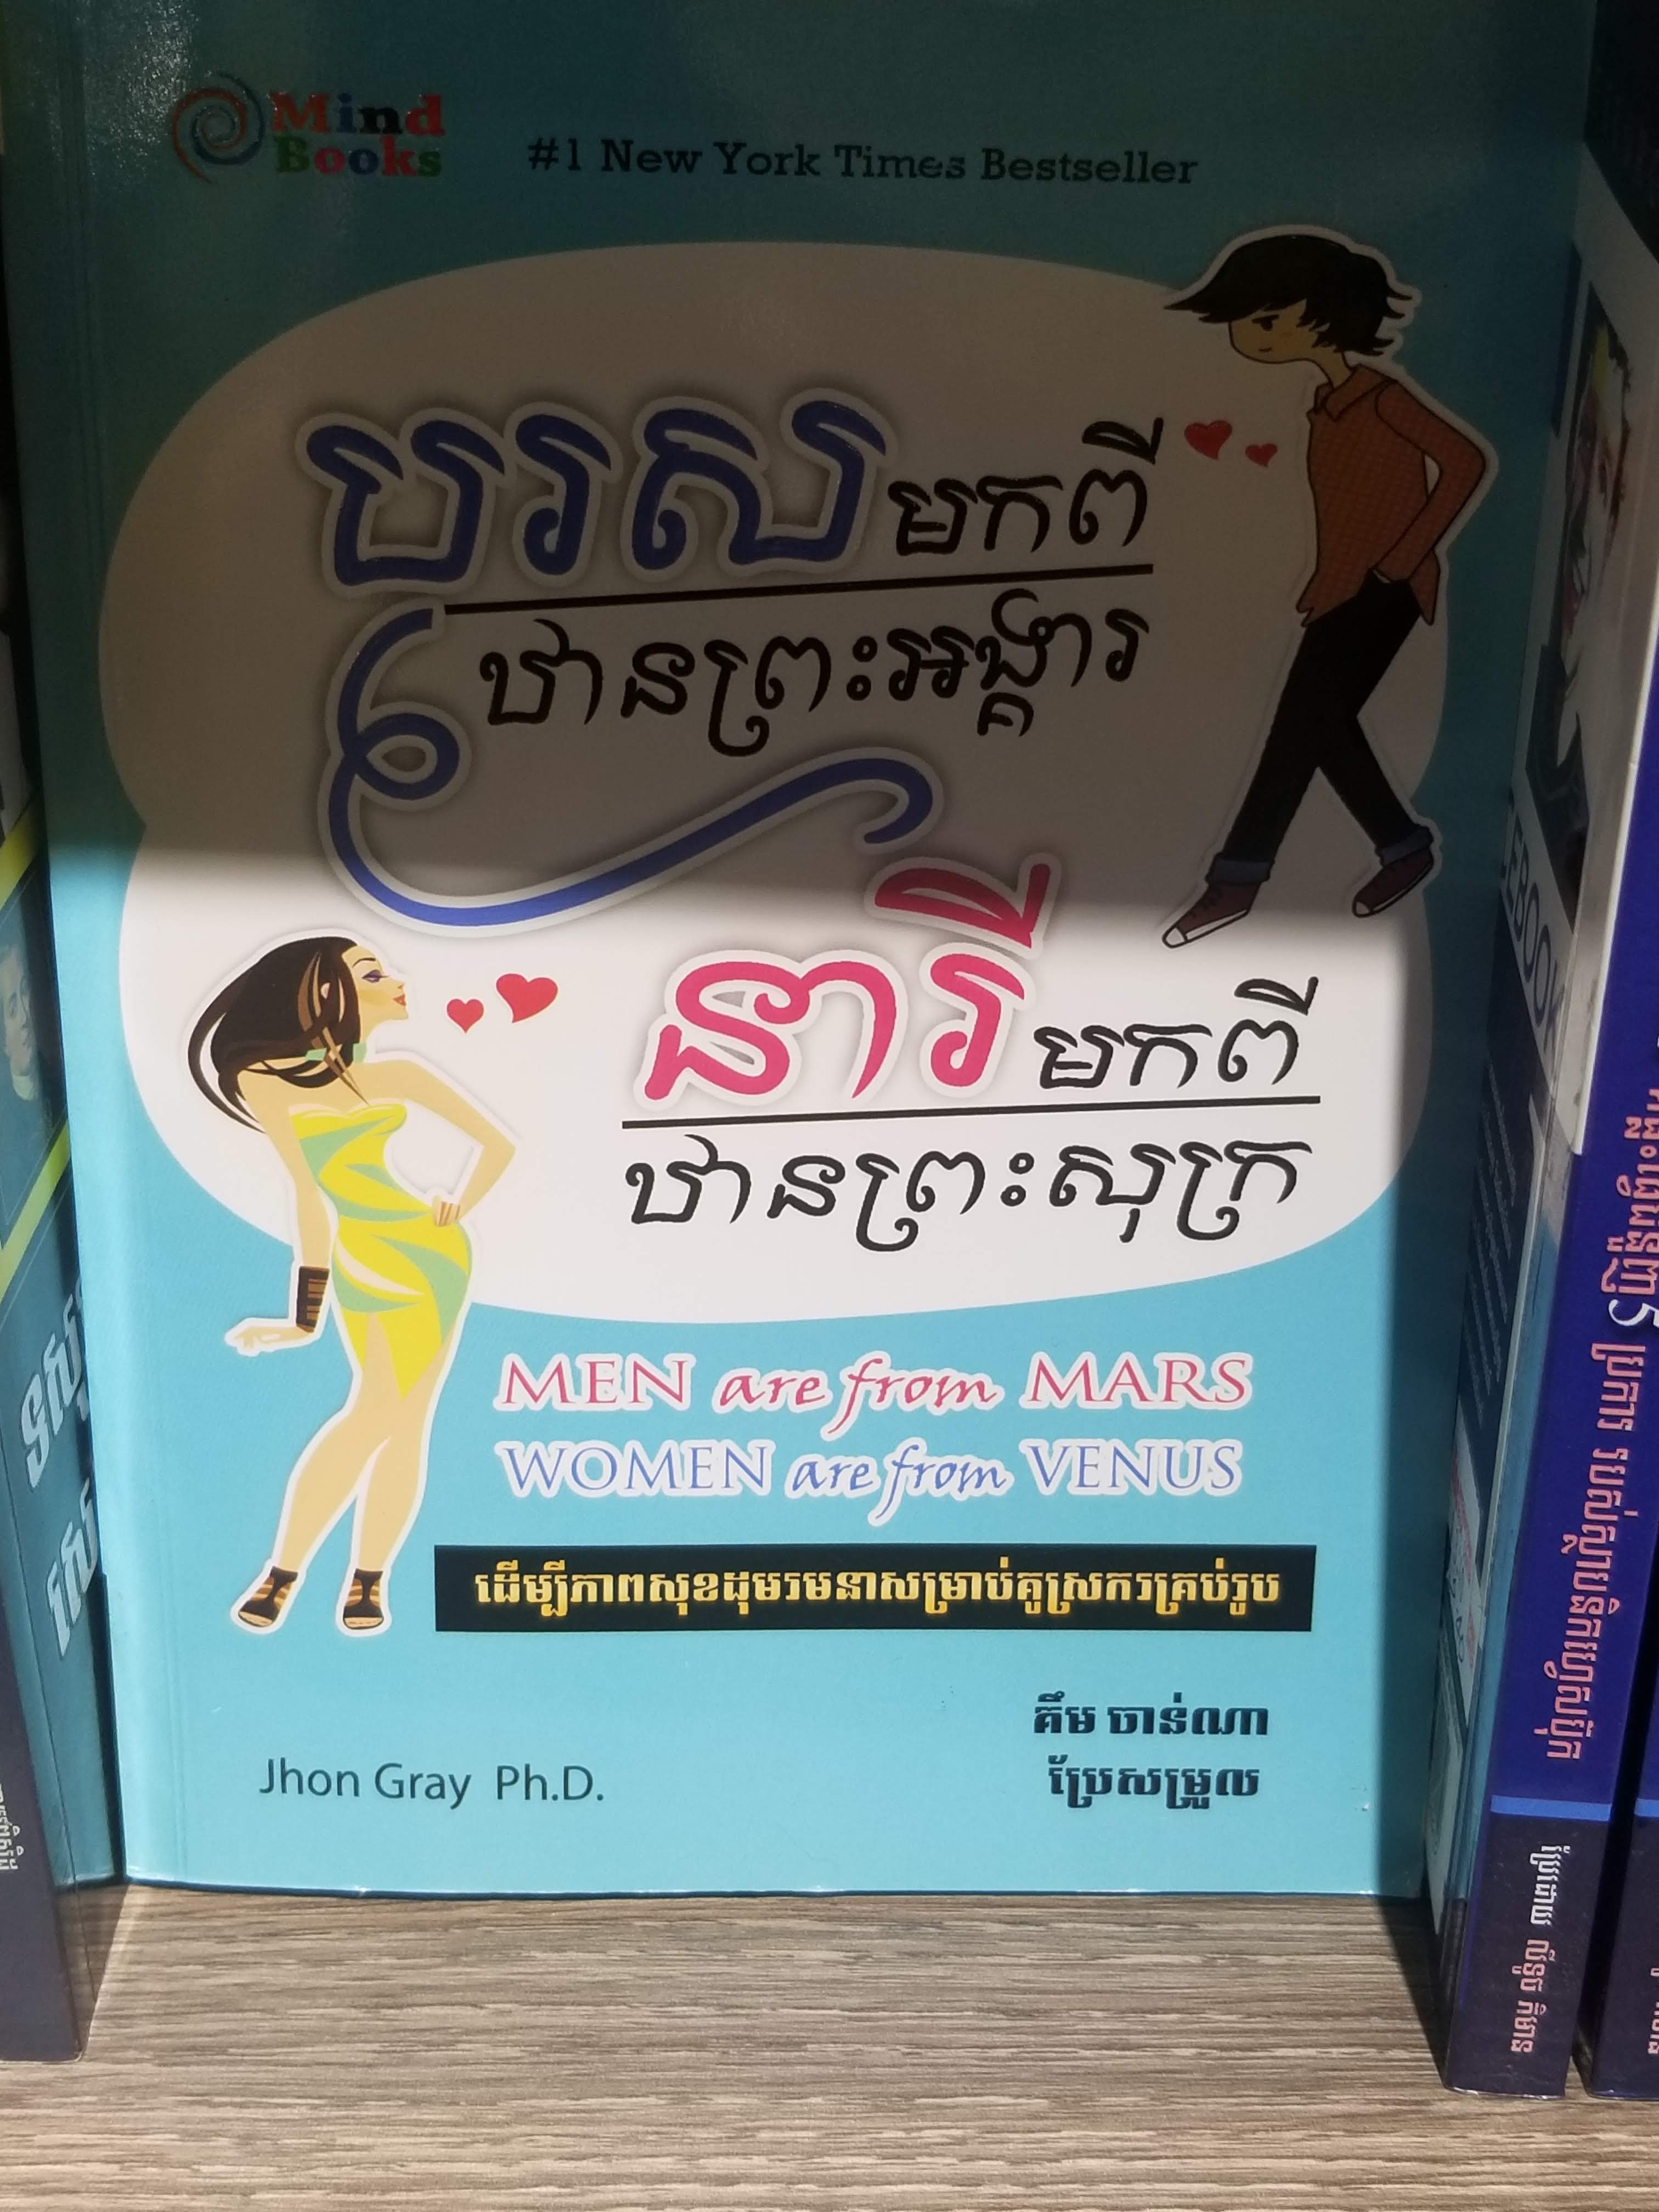 Mind
Books
#1 New York Times Bestseller
បុរស មកពី
ឋានព្រះអង្គារ
នារី មកពី
ឋានព្រះសុក្រ
MEN are from MARS
WOMEN are from VENUS
ដើម្បីភាពសុខដុមរមនាសម្រាប់គូស្រករគ្រប់រូប
Jhon Gray Ph.D.
គឹម ចាន់ណា
ប្រែសម្រួល